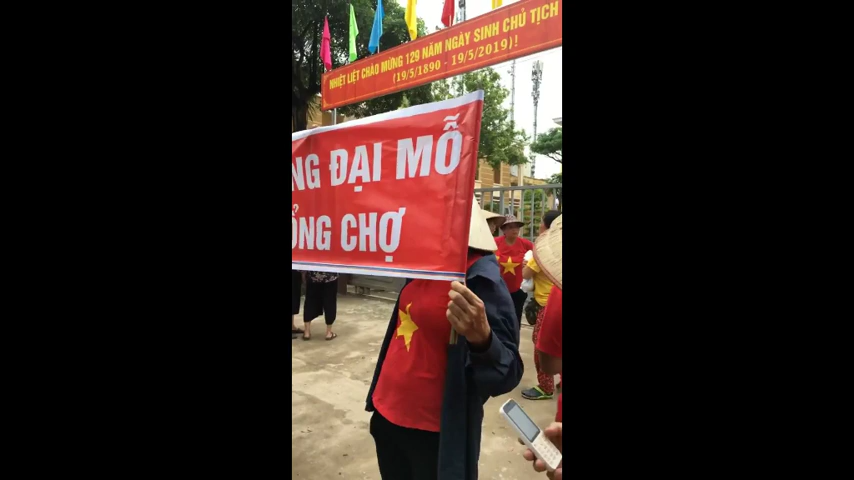 NHIỆT LIỆT CHÀO MỪNG 129 NĂM NGÀY SINH CHỦ TỊCH
(19/5/1890 - 19/5/2019)!
NG ĐẠI MỖ
ỔNG CHỢ